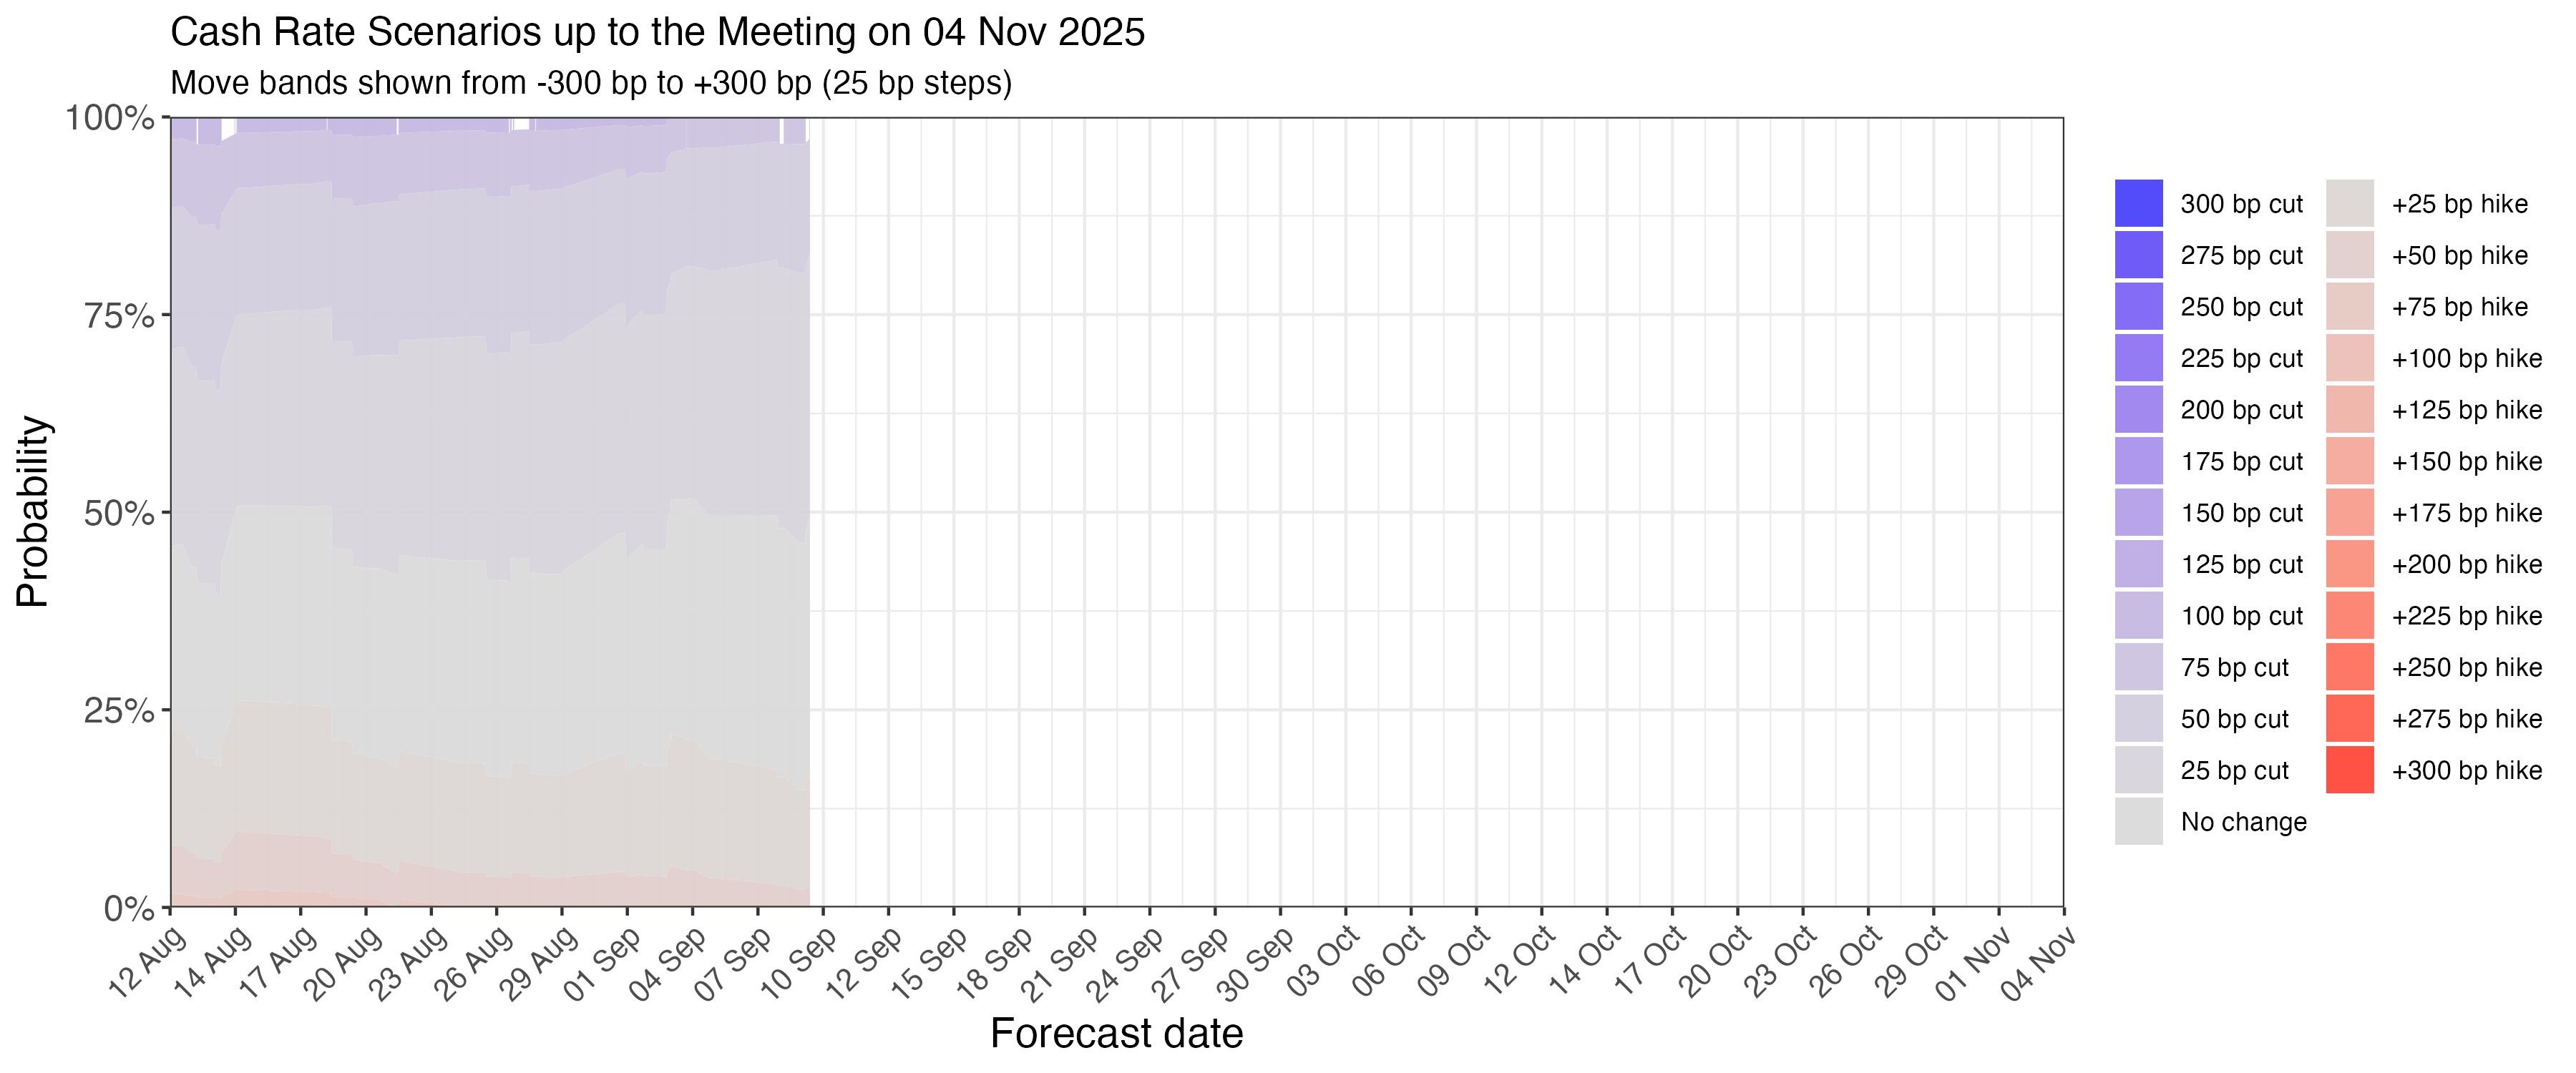 Cash Rate Scenarios up to the Meeting on 04 Nov 2025
Move bands shown from -300 bp to +300 bp (25 bp steps)
Probability
100%
75%
50%
25%
0%
12 Aug
14 Aug
17 Aug
20 Aug
23 Aug
26 Aug
29 Aug
01 Sep
04 Sep
07 Sep
10 Sep
12 Sep
15 Sep
18 Sep
21 Sep
24 Sep
27 Sep
30 Sep
03 Oct
06 Oct
09 Oct
12 Oct
14 Oct
17 Oct
20 Oct
23 Oct
26 Oct
29 Oct
01 Nov
04 Nov
Forecast date
300 bp cut
275 bp cut
250 bp cut
225 bp cut
200 bp cut
175 bp cut
150 bp cut
125 bp cut
100 bp cut
75 bp cut
50 bp cut
25 bp cut
No change
+25 bp hike
+50 bp hike
+75 bp hike
+100 bp hike
+125 bp hike
+150 bp hike
+175 bp hike
+200 bp hike
+225 bp hike
+250 bp hike
+275 bp hike
+300 bp hike